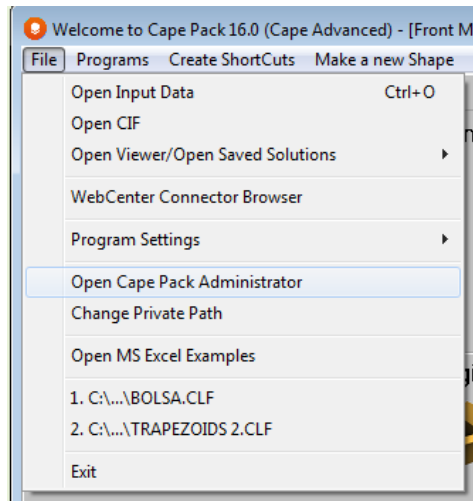 Welcome to Cape Pack 16.0 (Cape Advanced) - [Front M
File Programs Create ShortCuts Make a new Shape
Open Input Data Ctrl+O
Open CIF
Open Viewer/Open Saved Solutions
WebCenter Connector Browser
Program Settings
Open Cape Pack Administrator
Change Private Path
Open MS Excel Examples
1. C:\...\BOLSA.CLF
2. C:\...\TRAPEZOIDS 2.CLF
Exit